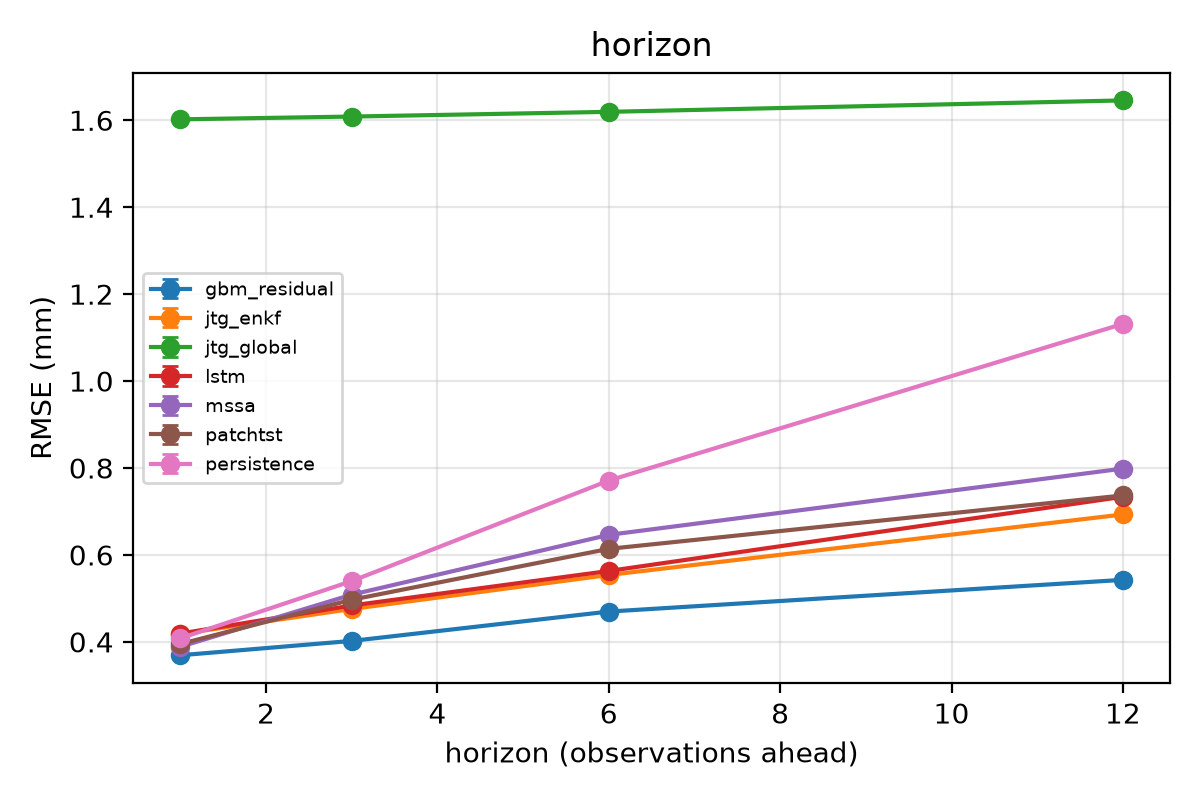 horizon
RMSE (mm)
1.6
1.4
1.2
1.0
0.8
0.6
0.4
gbm_residual
jtg_enkf
jtg_global
lstm
mssa
patchtst
persistence
2 4 6 8 10 12
horizon (observations ahead)